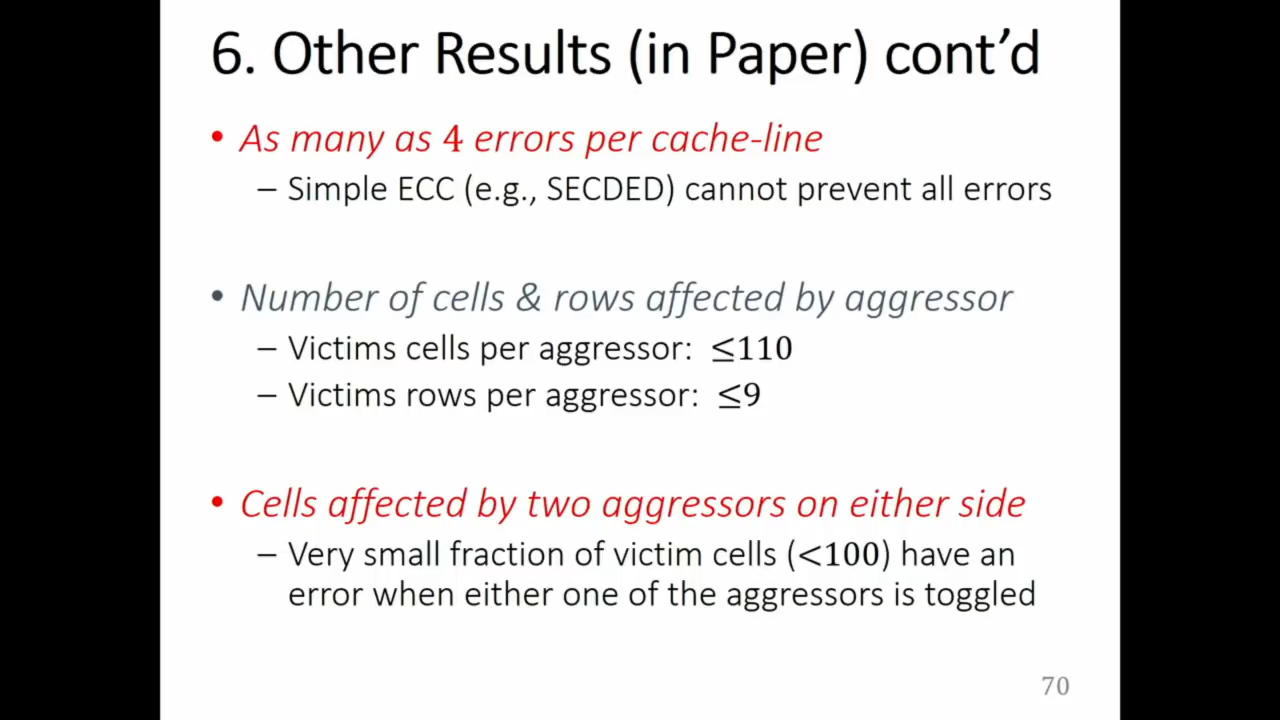 6. Other Results (in Paper) cont’d
• As many as 4 errors per cache-line
– Simple ECC (e.g., SECDED) cannot prevent all errors
• Number of cells & rows affected by aggressor
– Victims cells per aggressor: ≤110
– Victims rows per aggressor: ≤9
• Cells affected by two aggressors on either side
– Very small fraction of victim cells (<100) have an
error when either one of the aggressors is toggled
70